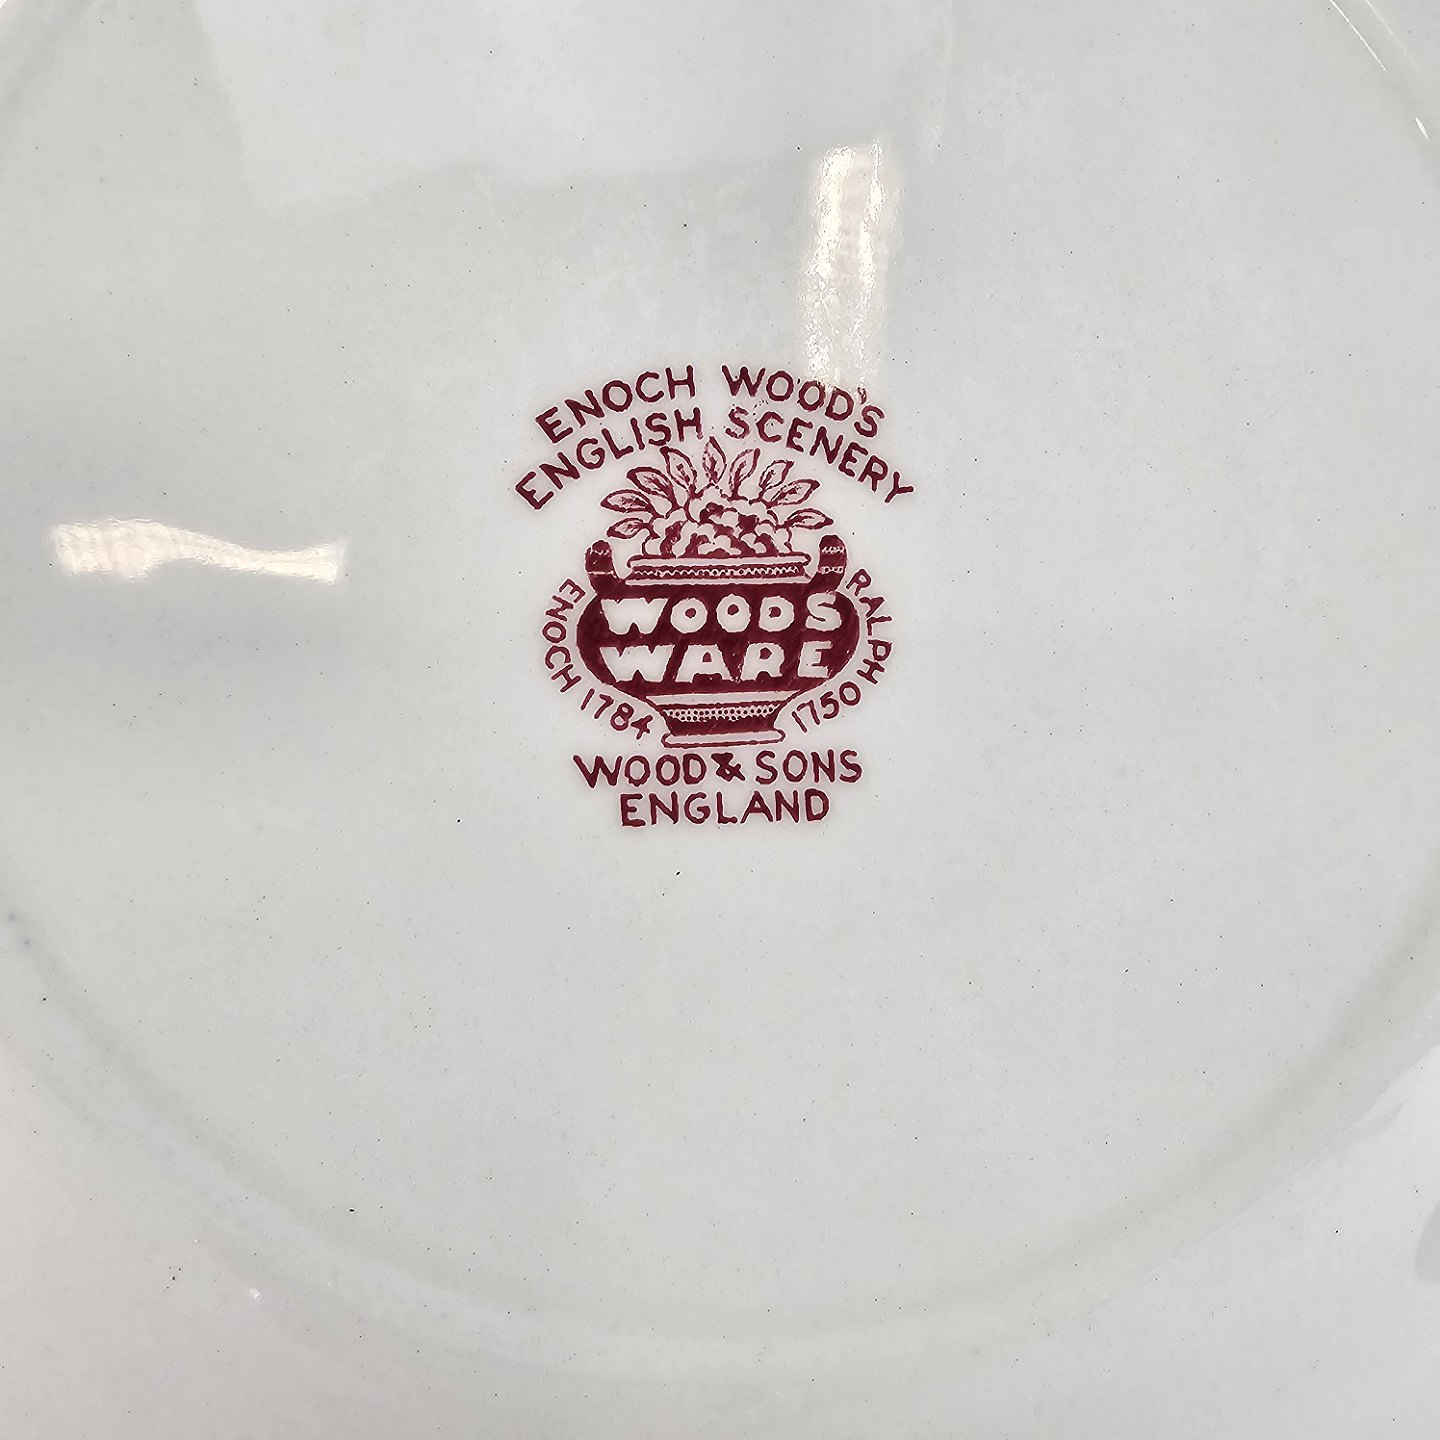 ENOCH WOOD'S
ENGLISH SCENERY
WOODS
WARE
ENOCH 1784
RALPH 1750
WOOD & SONS
ENGLAND